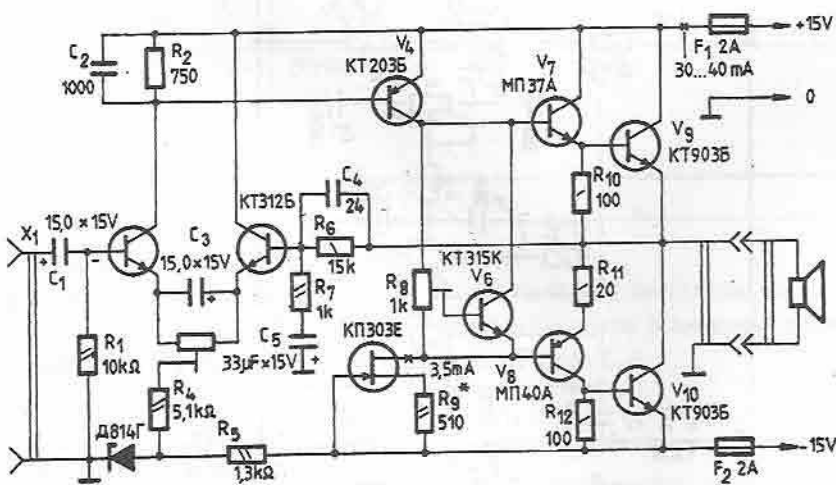 C2
1000
R2
750
V4
КТ203Б
V7
МП37А
F1 2A
30...40 mA
+15V
0
V9
КТ903Б
КТ312Б
C4
24
R10
100
X1
15,0 x15V
+
C1
-
C3
15,0 x15V
+
R6
15k
КТ315К
V6
R11
20
R8
1k
R7
1k
R1
10kΩ
КП303Е
C5
33µF x15V
+
3,5mA
V8
МП40А
R4
5,1kΩ
R9*
510
V10
КТ903Б
R12
100
Д814Г
R5
1,3kΩ
F2 2A
-15V